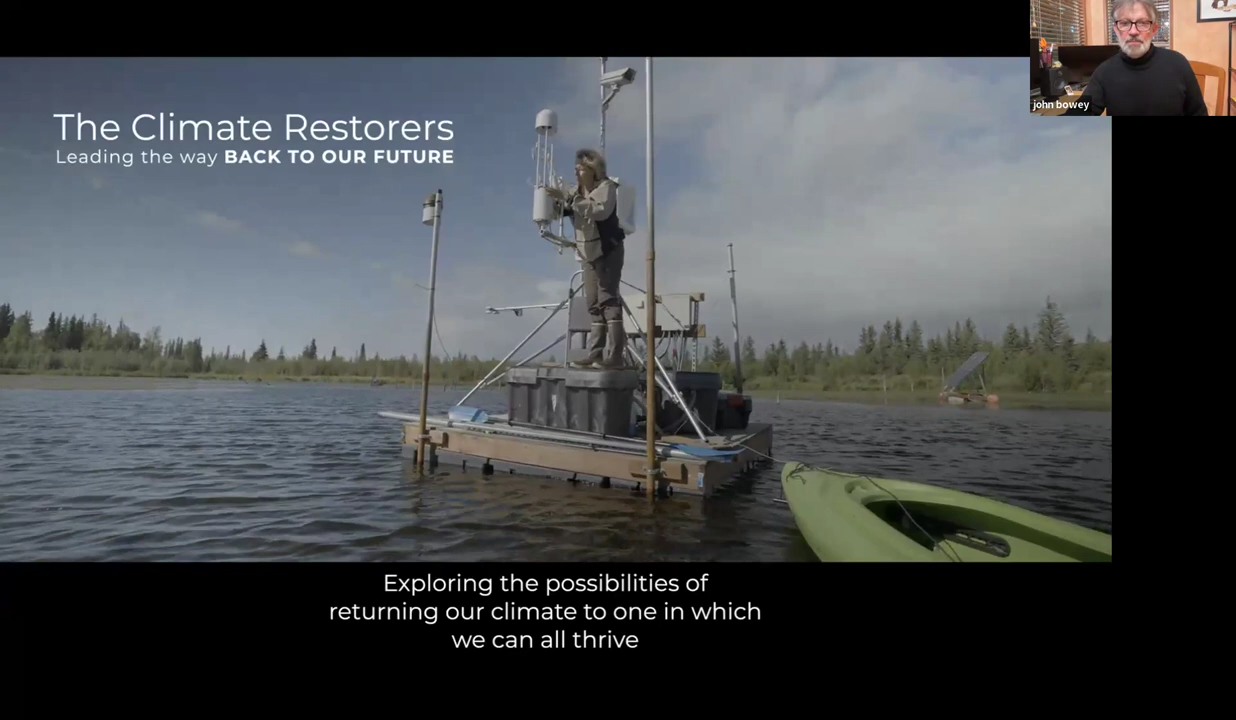 The Climate Restorers
Leading the way BACK TO OUR FUTURE
john bowey
Exploring the possibilities of
returning our climate to one in which
we can all thrive